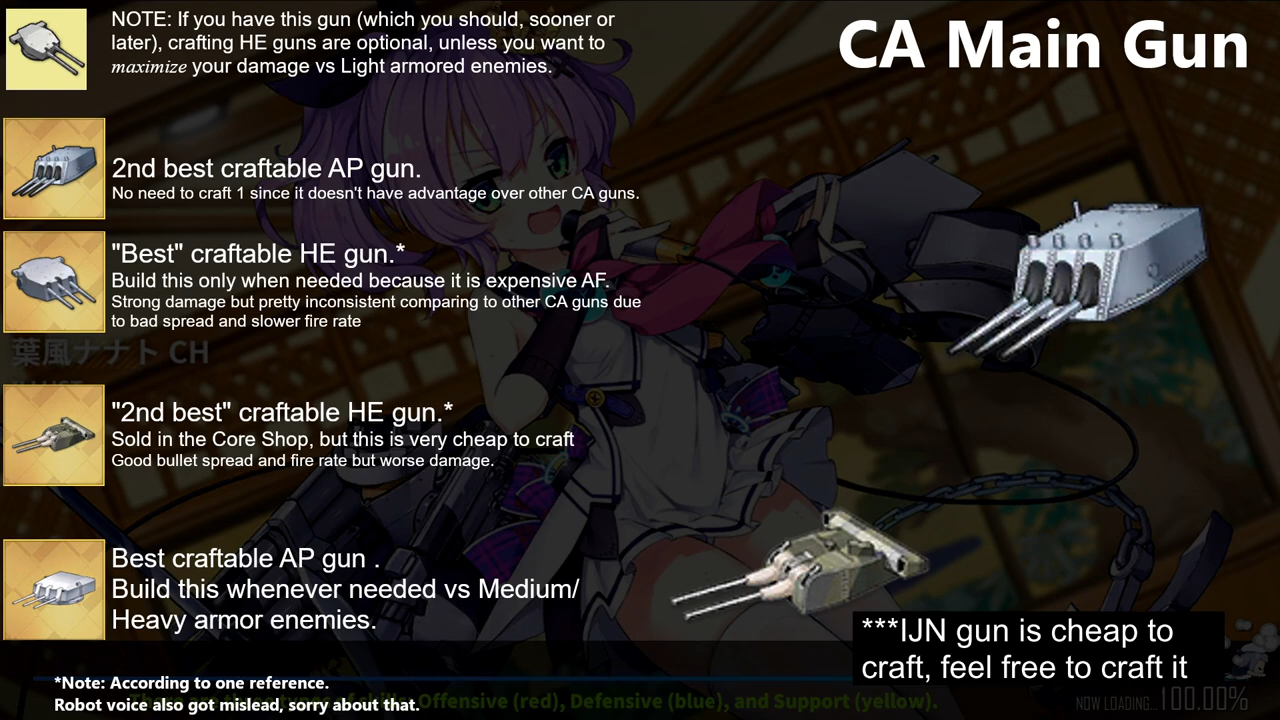 CA Main Gun
NOTE: If you have this gun (which you should, sooner or
later), crafting HE guns are optional, unless you want to
maximize your damage vs Light armored enemies.
2nd best craftable AP gun.
No need to craft 1 since it doesn't have advantage over other CA guns.
"Best" craftable HE gun.*
Build this only when needed because it is expensive AF.
Strong damage but pretty inconsistent comparing to other CA guns due
to bad spread and slower fire rate
葉風ナナト CH
"2nd best" craftable HE gun.*
Sold in the Core Shop, but this is very cheap to craft
Good bullet spread and fire rate but worse damage.
Best craftable AP gun .
Build this whenever needed vs Medium/
Heavy armor enemies.
***IJN gun is cheap to
craft, feel free to craft it
*Note: According to one reference.
Robot voice also got mislead, sorry about that.
Offensive (red), Defensive (blue), and Support (yellow).
NOW LOADING... 100.00%